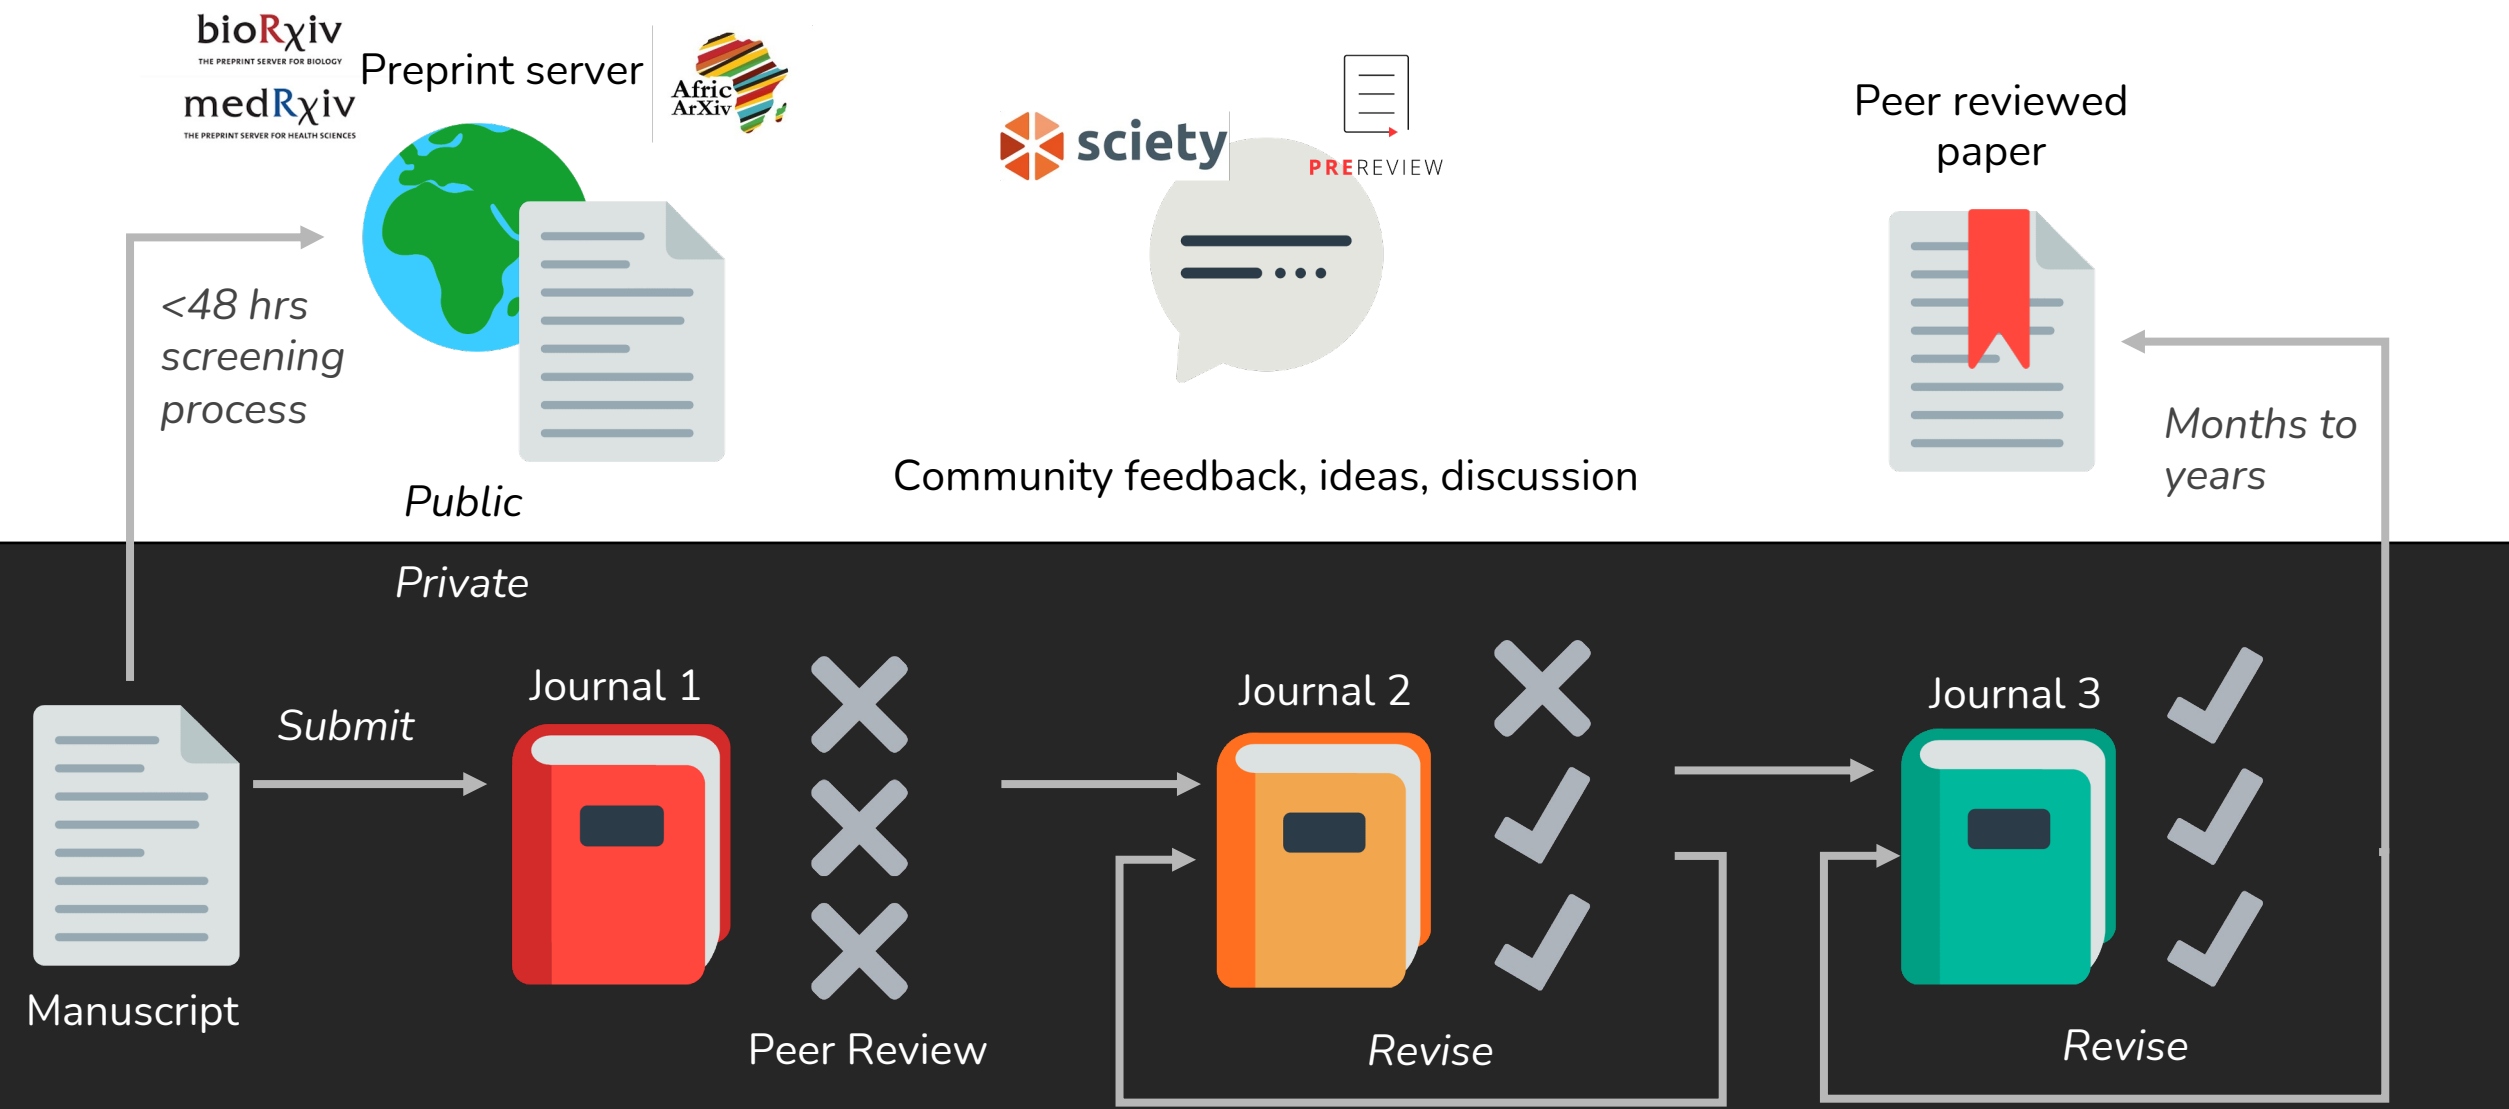 bioRxiv
THE PREPRINT SERVER FOR BIOLOGY
medRxiv
THE PREPRINT SERVER FOR HEALTH SCIENCES
Preprint server
Afric
ArXiv
sciety
PREREVIEW
Peer reviewed
paper
<48 hrs
screening
process
Months to
years
Community feedback, ideas, discussion
Public
Private
Submit
Journal 1
Journal 2
Journal 3
Manuscript
Peer Review
Revise
Revise